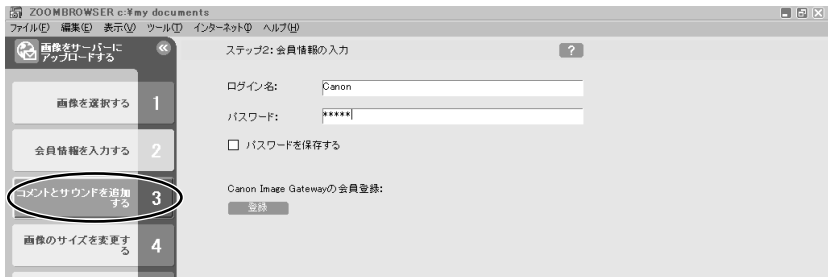 ZOOMBROWSER c:¥my documents
ファイル(F) 編集(E) 表示(V) ツール(T) インターネット(I) ヘルプ(H)
画像をサーバーに
アップロードする
«
ステップ2: 会員情報の入力
?
画像を選択する 1
会員情報を入力する 2
コメントとサウンドを追加
する 3
画像のサイズを変更す
る 4
ログイン名: Canon
パスワード: *****
パスワードを保存する
Canon Image Gatewayの会員登録:
登録